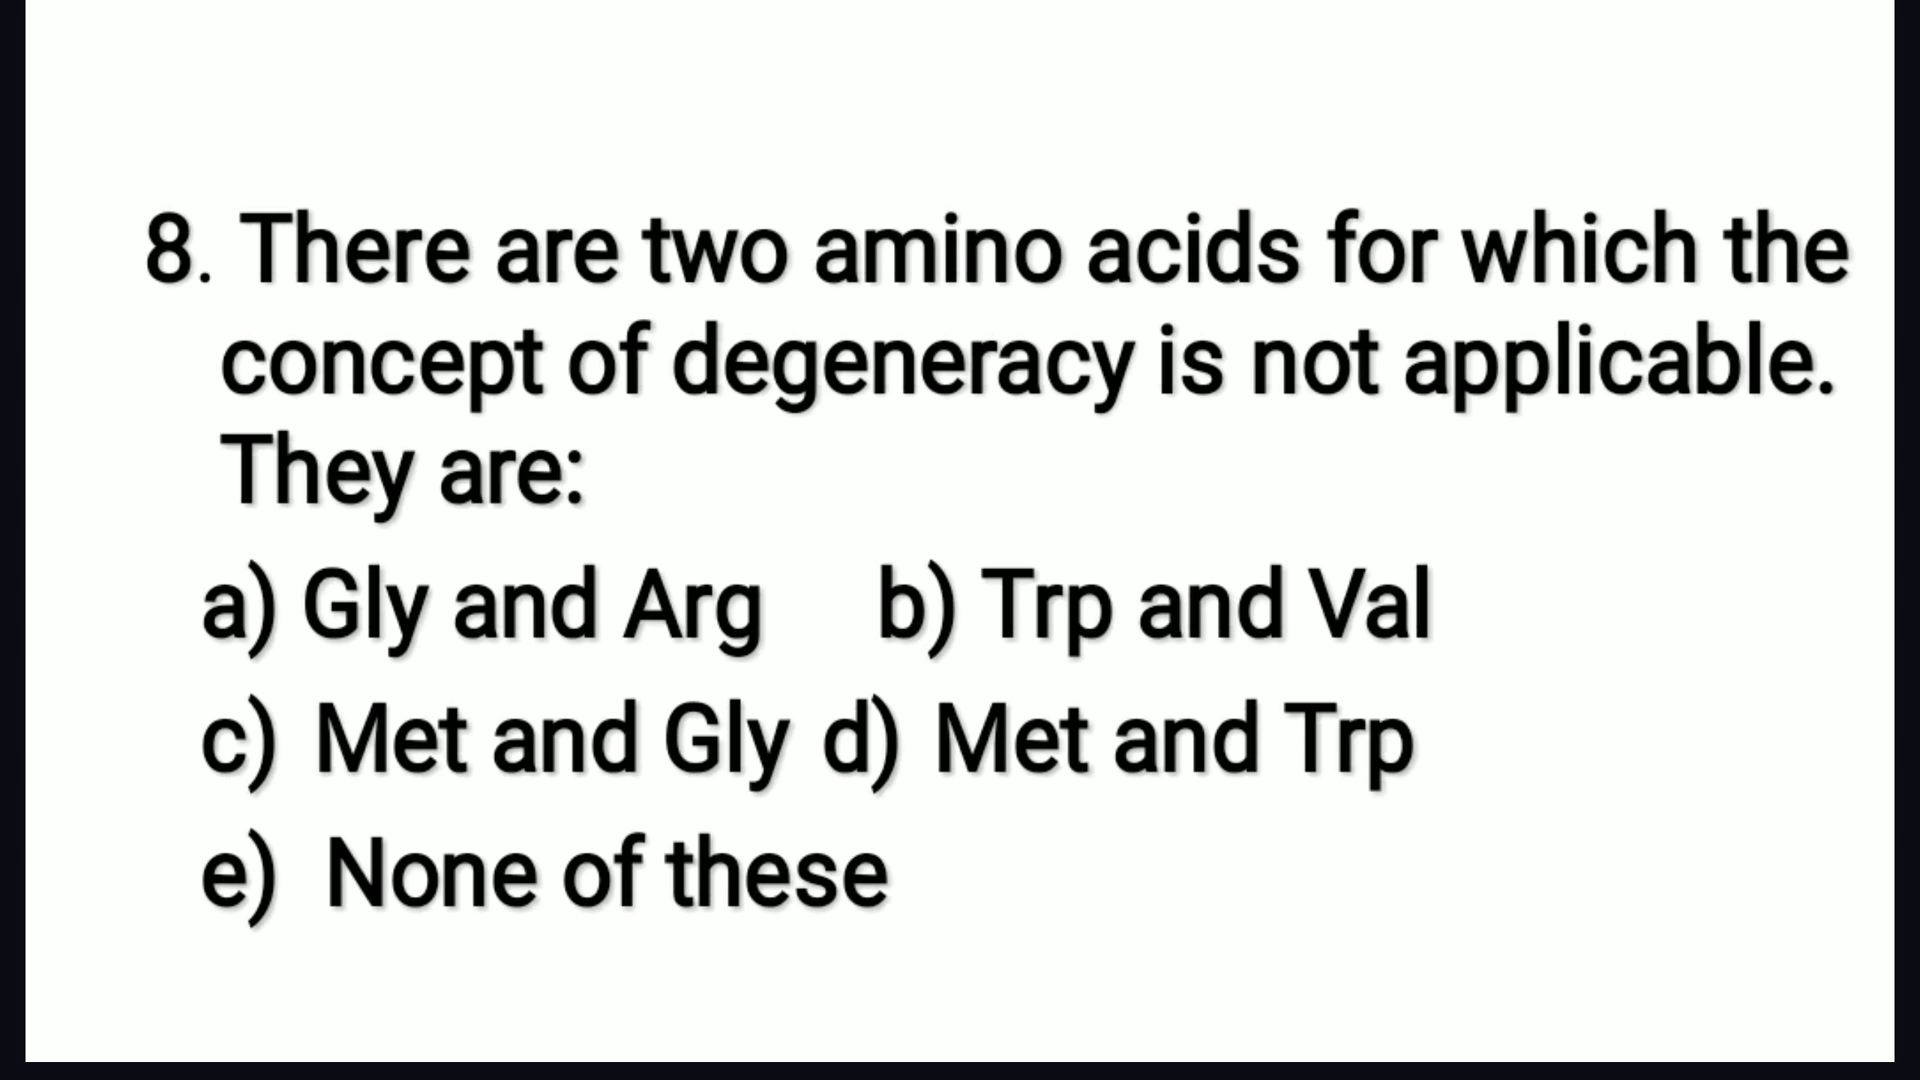 8. There are two amino acids for which the
concept of degeneracy is not applicable.
They are:
a) Gly and Arg b) Trp and Val
c) Met and Gly d) Met and Trp
e) None of these